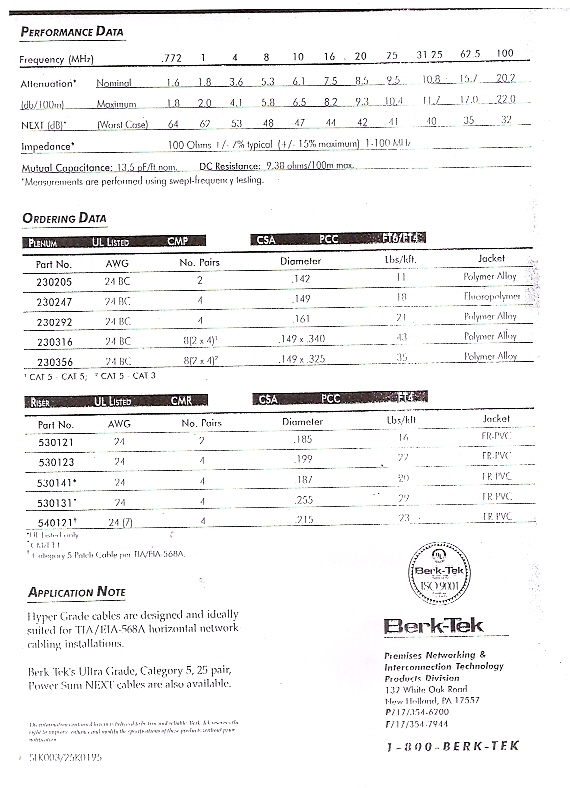 PERFORMANCE DATA
Frequency (MHz) .772 1 4 8 10 16 20 25 31.25 62.5 100
Attenuation* Nominal 1.6 1.8 3.6 5.3 6.1 7.5 8.5 9.5 10.8 15.7 20.2
(db/100m) Maximum 1.8 2.0 4.1 5.8 6.5 8.2 9.3 10.4 11.7 17.0 22.0
NEXT (dB)* (Worst Case) 64 62 53 48 47 44 42 41 40 35 32
Impedance* 100 Ohms +/- 7% typical (+/- 15% maximum) 1-100 MHz
Mutual Capacitance: 13.5 pF/ft nom. DC Resistance: 9.38 ohms/100m max.
*Measurements are performed using swept-frequency testing.
ORDERING DATA
PLENUM UL LISTED CMP CSA PCC FT6/FT4
Part No. AWG No. Pairs Diameter Lbs/kft. Jacket
230205 24 BC 2 .142 11 Polymer Alloy
230247 24 BC 4 .149 18 Fluoropolymer
230292 24 BC 4 .161 21 Polymer Alloy
230316 24 BC 8(2 x 4)¹ .149 x .340 43 Polymer Alloy
230356 24 BC 8(2 x 4)² .149 x .325 35 Polymer Alloy
¹ CAT 5 - CAT 5; ² CAT 5 - CAT 3
RISER UL LISTED CMR CSA PCC FT4
Part No. AWG No. Pairs Diameter Lbs/kft Jacket
530121 24 2 .185 16 FR-PVC
530123 24 4 .199 22 FR-PVC
530141* 24 4 .187 20 FR-PVC
530131 24 4 .255 29 FR-PVC
540121† 24 (7) 4 .215 23 FR-PVC
*UL Listed only
† Category 5 Patch Cable per TIA/EIA-568A.
APPLICATION NOTE
Hyper Grade cables are designed and ideally
suited for TIA/EIA-568A horizontal network
cabling installations.
Berk-Tek's Ultra Grade, Category 5, 25 pair,
Power Sum NEXT cables are also available.
Berk-Tek
ISO 9001
Berk-Tek
Premises Networking &
Interconnection Technology
Products Division
132 White Oak Road
New Holland, PA 17557
P/17/354-6200
F/17/354-7944
1-800-BERK-TEK